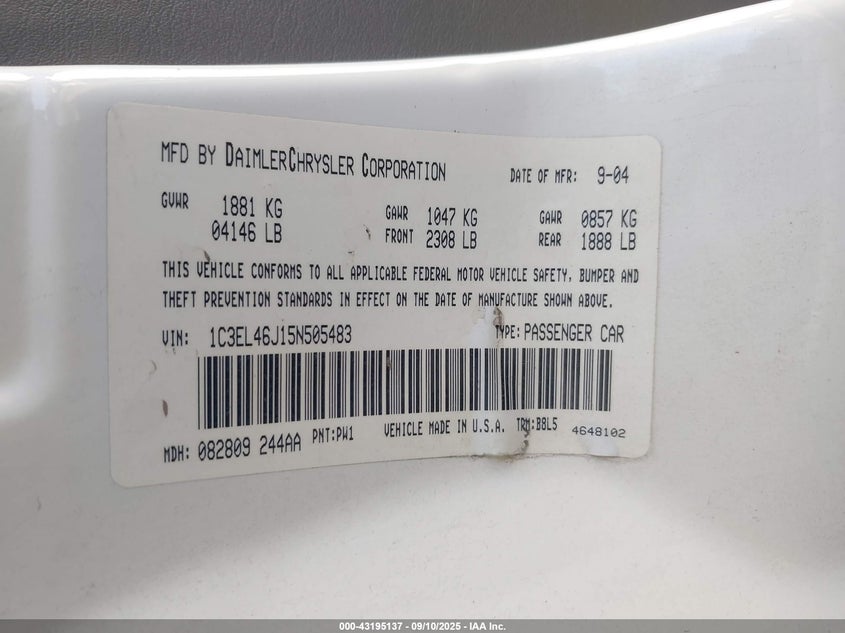 MFD BY DAIMLERCHRYSLER CORPORATION DATE OF MFR: 9-04
GVWR 1881 KG GAWR 1047 KG GAWR 0857 KG
04146 LB FRONT 2308 LB REAR 1888 LB
THIS VEHICLE CONFORMS TO ALL APPLICABLE FEDERAL MOTOR VEHICLE SAFETY, BUMPER AND
THEFT PREVENTION STANDARDS IN EFFECT ON THE DATE OF MANUFACTURE SHOWN ABOVE.
VIN: 1C3EL46J15N505483 TYPE: PASSENGER CAR
MDH: 082809 244AA PNT:PW1 VEHICLE MADE IN U.S.A. TRM:B8L5 4648102
000-43195137 - 09/10/2025 - IAA Inc.